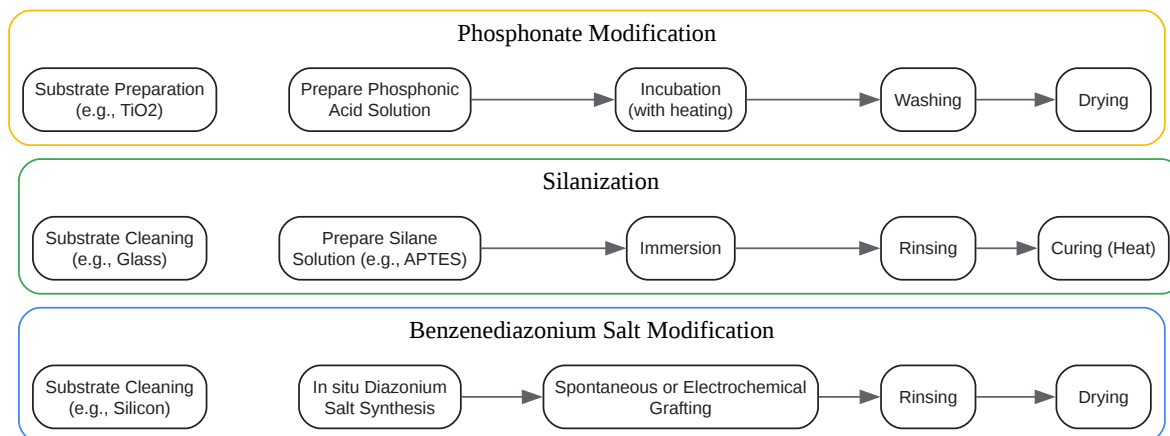 Phosphonate Modification
Substrate Preparation
(e.g., TiO2)
Prepare Phosphonic
Acid Solution
Incubation
(with heating)
Washing
Drying
Silanization
Substrate Cleaning
(e.g., Glass)
Prepare Silane
Solution (e.g., APTES)
Immersion
Rinsing
Curing (Heat)
Benzenediazonium Salt Modification
Substrate Cleaning
(e.g., Silicon)
In situ Diazonium
Salt Synthesis
Spontaneous or Electrochemical
Grafting
Rinsing
Drying